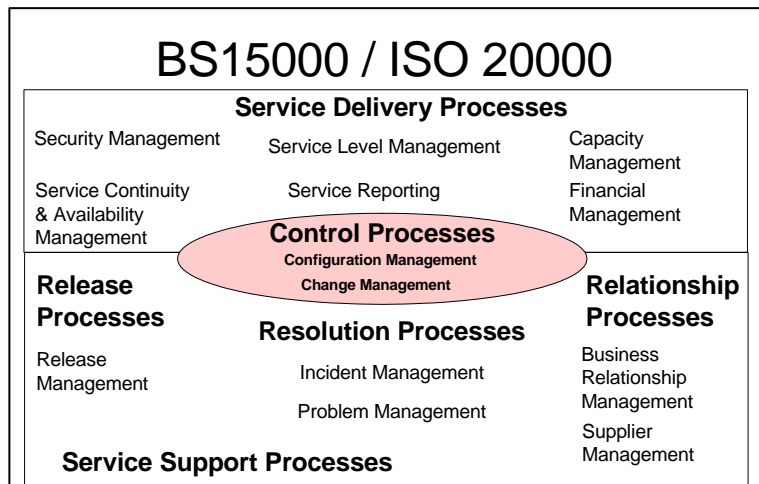 BS15000 / ISO 20000
Service Delivery Processes
Security Management
Service Level Management
Capacity
Management
Service Continuity
& Availability
Management
Service Reporting
Financial
Management
Control Processes
Configuration Management
Change Management
Release
Processes
Release
Management
Resolution Processes
Incident Management
Problem Management
Relationship
Processes
Business
Relationship
Management
Supplier
Management
Service Support Processes